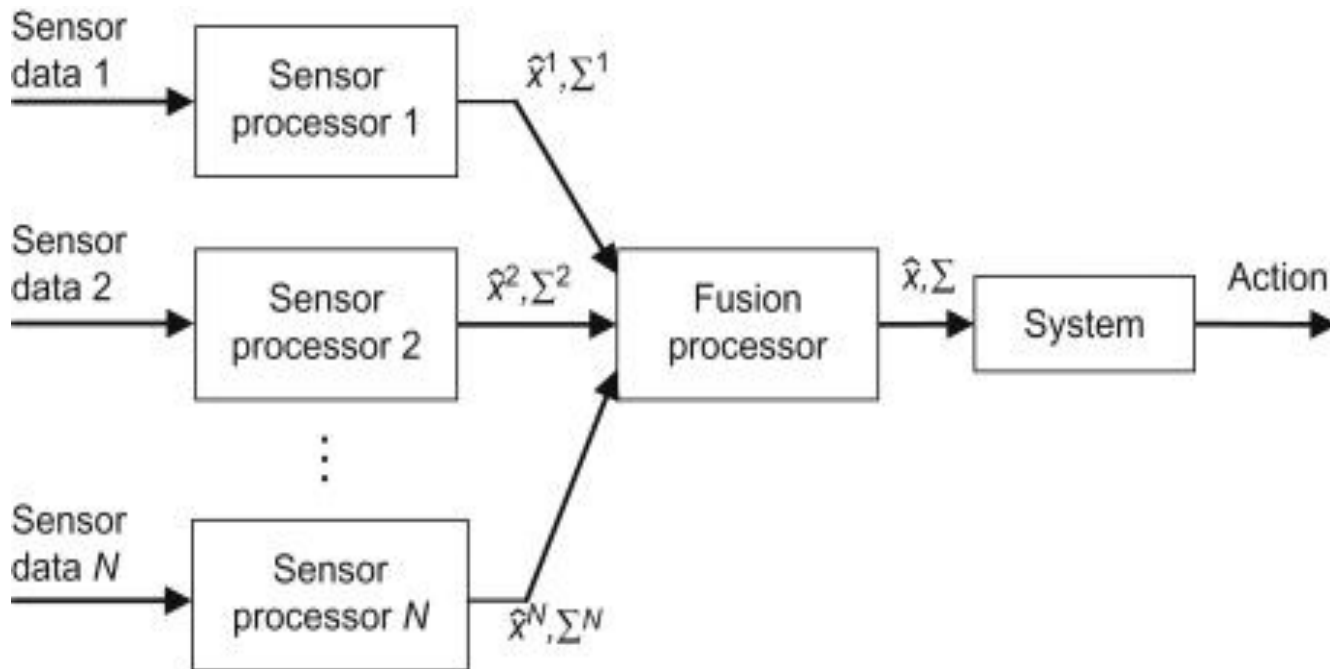 Sensor
data 1
Sensor
processor 1
x̂¹,Σ¹
Sensor
data 2
Sensor
processor 2
x̂²,Σ²
Fusion
processor
x̂,Σ
System
Action
⋮
Sensor
data N
Sensor
processor N
x̂ᴺ,Σᴺ